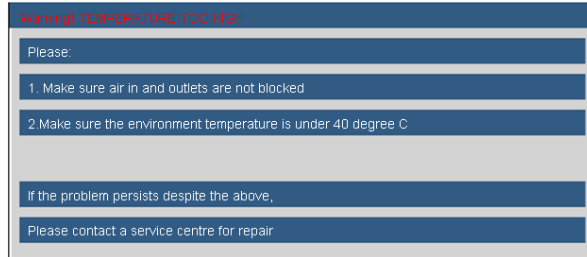 Warning! TEMPERATURE TOO HIGH
Please:
1. Make sure air in and outlets are not blocked
2.Make sure the environment temperature is under 40 degree C
If the problem persists despite the above,
Please contact a service centre for repair